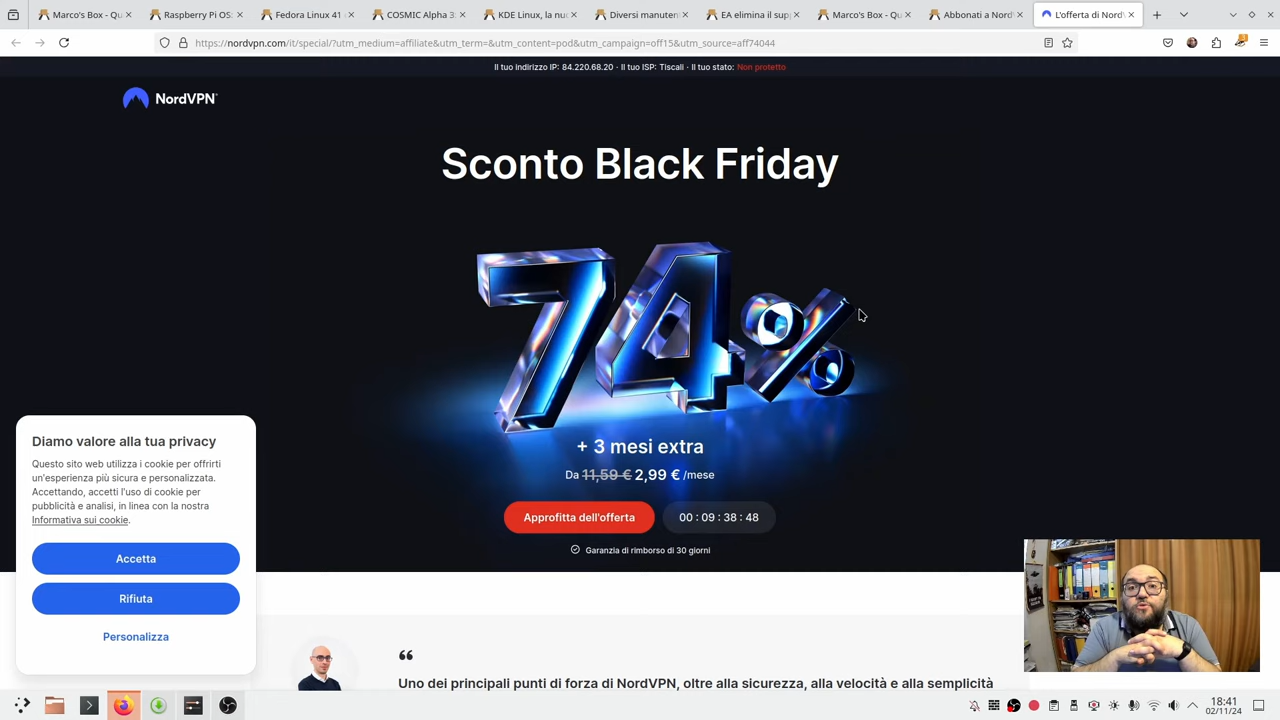 Marco's Box - Qu
Raspberry Pi OS:
Fedora Linux 41
COSMIC Alpha 3:
KDE Linux, la nu
Diversi manuten
EA elimina il sup
Marco's Box - Qu
Abbonati a Nord
L'offerta di Nord
https://nordvpn.com/it/special/?utm_medium=affiliate&utm_term=&utm_content=pod&utm_campaign=off15&utm_source=aff74044
Il tuo indirizzo IP: 84.220.68.20 · Il tuo ISP: Tiscali · Il tuo stato: Non protetto
NordVPN®
Sconto Black Friday
74%
+ 3 mesi extra
Da 11,59 € 2,99 € /mese
Approfitta dell'offerta
00 : 09 : 38 : 48
Garanzia di rimborso di 30 giorni
Diamo valore alla tua privacy
Questo sito web utilizza i cookie per offrirti
un'esperienza più sicura e personalizzata.
Accettando, accetti l'uso di cookie per
pubblicità e analisi, in linea con la nostra
Informativa sui cookie.
Accetta
Rifiuta
Personalizza
“
Uno dei principali punti di forza di NordVPN, oltre alla sicurezza, alla velocità e alla semplicità
18:41
02/11/24